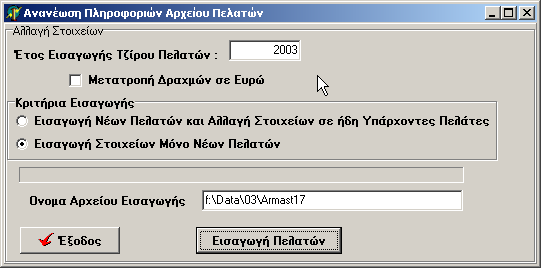 Ανανέωση Πληροφοριών Αρχείου Πελατών
Αλλαγή Στοιχείων
Έτος Εισαγωγής Τζίρου Πελατών : 2003
Μετατροπή Δραχμών σε Ευρώ
Κριτήρια Εισαγωγής
Εισαγωγή Νέων Πελατών και Αλλαγή Στοιχείων σε ήδη Υπάρχοντες Πελάτες
Εισαγωγή Στοιχείων Μόνο Νέων Πελατών
Ονομα Αρχείου Εισαγωγής f:\Data\03\Armast17
Έξοδος Εισαγωγή Πελατών